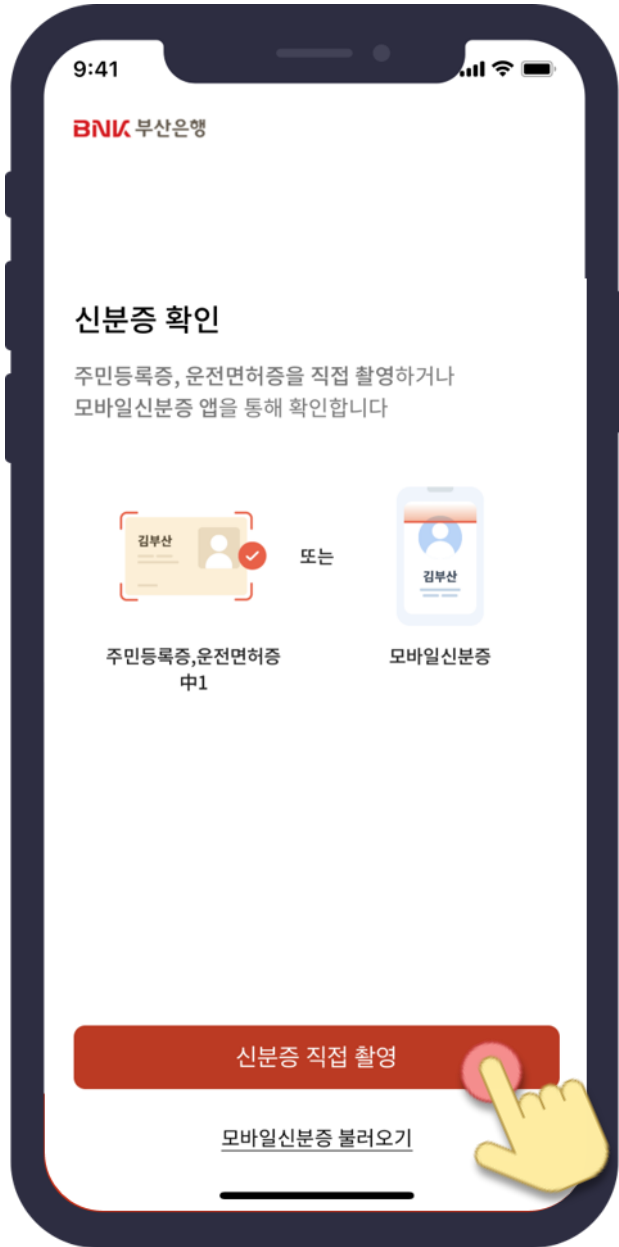 9:41
BNK 부산은행
신분증 확인
주민등록증, 운전면허증을 직접 촬영하거나
모바일신분증 앱을 통해 확인합니다
김부산
또는
김부산
주민등록증,운전면허증
中1
모바일신분증
신분증 직접 촬영
모바일신분증 불러오기